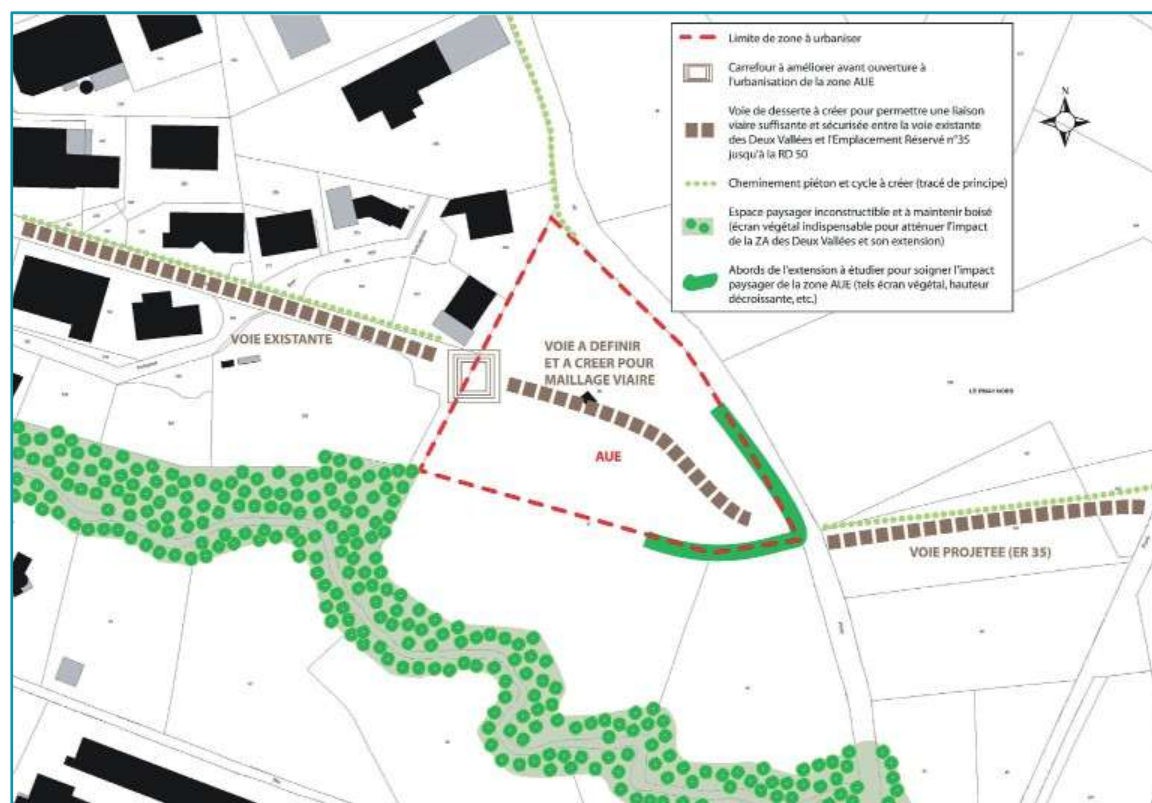 Limite de zone à urbaniser
Carrefour à améliorer avant ouverture à
l'urbanisation de la zone AUE
Voie de desserte à créer pour permettre une liaison
viaire suffisante et sécurisée entre la voie existante
des Deux Vallées et l'Emplacement Réservé n°35
jusqu'à la RD 50
Cheminement piéton et cycle à créer (tracé de principe)
Espace paysager inconstructible et à maintenir boisé
(écran végétal indispensable pour atténuer l'impact
de la ZA des Deux Vallées et son extension)
Abords de l'extension à étudier pour soigner l'impact
paysager de la zone AUE (tels écran végétal, hauteur
décroissante, etc.)
N
VOIE EXISTANTE
VOIE A DEFINIR
ET A CREER POUR
MAILLAGE VIAIRE
AUE
VOIE PROJETEE (ER 35)